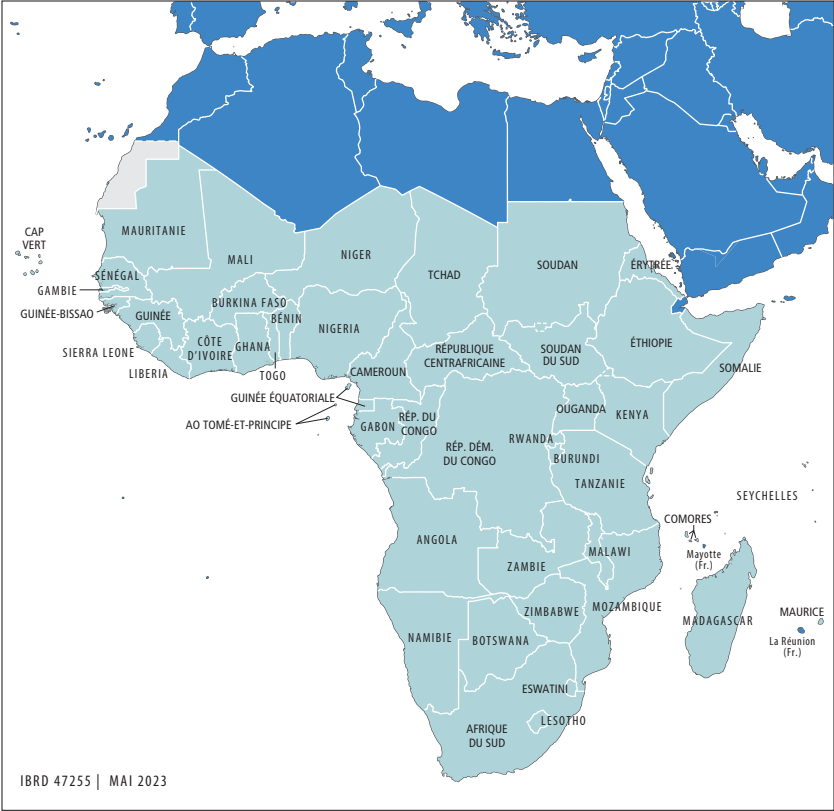 MAURITANIE
CAP
VERT
MALI
NIGER
TCHAD
SOUDAN
ÉRYTRÉE
SÉNÉGAL
GAMBIE
GUINÉE-BISSAO
GUINÉE
BURKINA FASO
BÉNIN
NIGERIA
CÔTE
D'IVOIRE
GHANA
SIERRA LEONE
LIBERIA
TOGO
CAMEROUN
RÉPUBLIQUE
CENTRAFRICAINE
SOUDAN
DU SUD
ÉTHIOPIE
SOMALIE
GUINÉE ÉQUATORIALE
AO TOMÉ-ET-PRINCIPE
GABON
RÉP. DU
CONGO
OUGANDA
KENYA
RÉP. DÉM.
DU CONGO
RWANDA
BURUNDI
TANZANIE
SEYCHELLES
COMORES
Mayotte
(Fr.)
ANGOLA
ZAMBIE
MALAWI
MOZAMBIQUE
ZIMBABWE
MADAGASCAR
MAURICE
La Réunion
(Fr.)
NAMIBIE
BOTSWANA
ESWATINI
LESOTHO
AFRIQUE
DU SUD
IBRD 47255 | MAI 2023